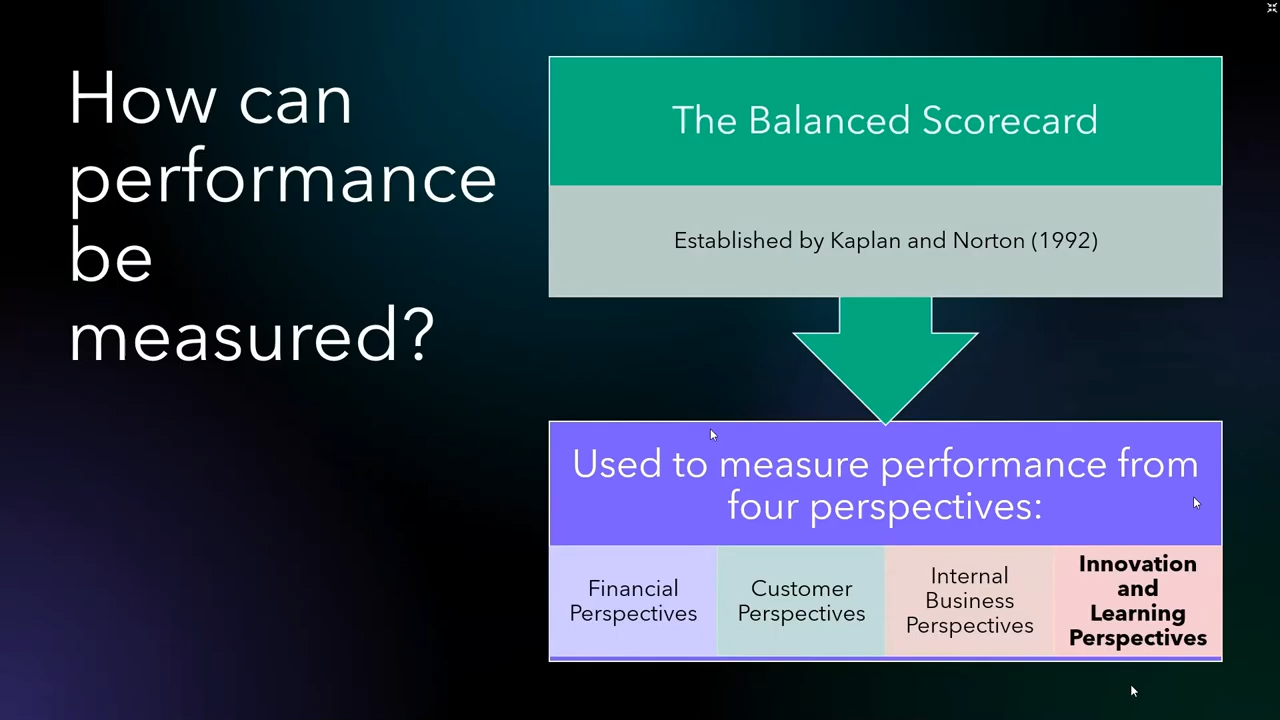 How can
performance
be
measured?
The Balanced Scorecard
Established by Kaplan and Norton (1992)
Used to measure performance from
four perspectives:
Financial
Perspectives
Customer
Perspectives
Internal
Business
Perspectives
Innovation
and
Learning
Perspectives